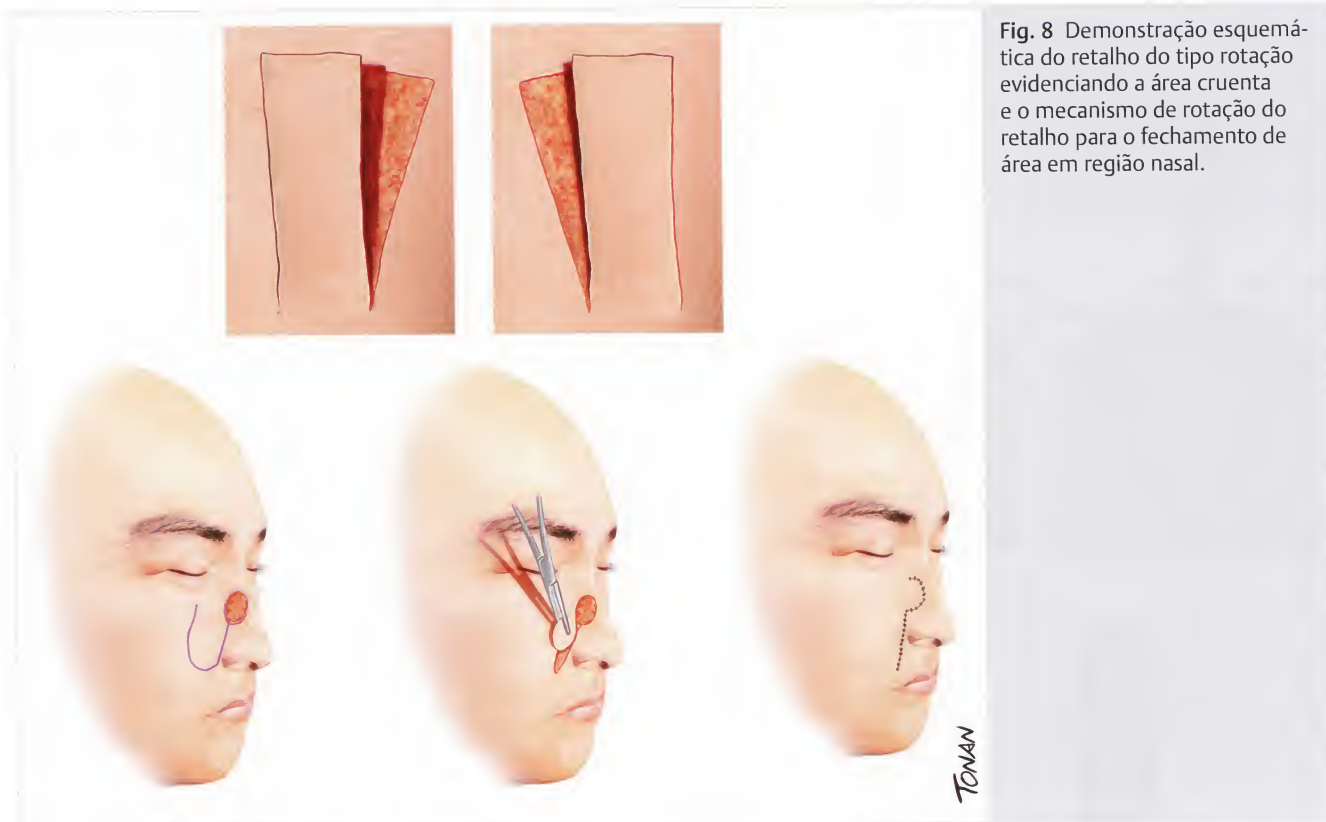 Fig. 8 Demonstração esquemá-
tica do retalho do tipo rotação
evidenciando a área cruenta
e o mecanismo de rotação do
retalho para o fechamento de
área em região nasal.
TONAN